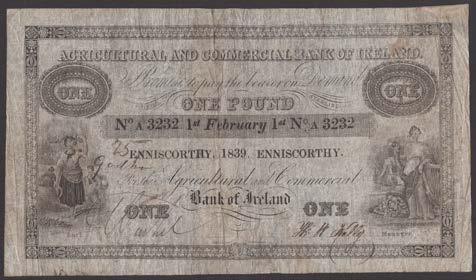 AGRICULTURAL AND COMMERCIAL BANK OF IRELAND.
ONE Promise to pay the bearer on Demand ONE
ONE POUND
No. A 3232 1st February 1st No. A 3232
ENNISCORTHY, 1839. ENNISCORTHY.
For the Agricultural and Commercial
ONE Bank of Ireland ONE
Manager